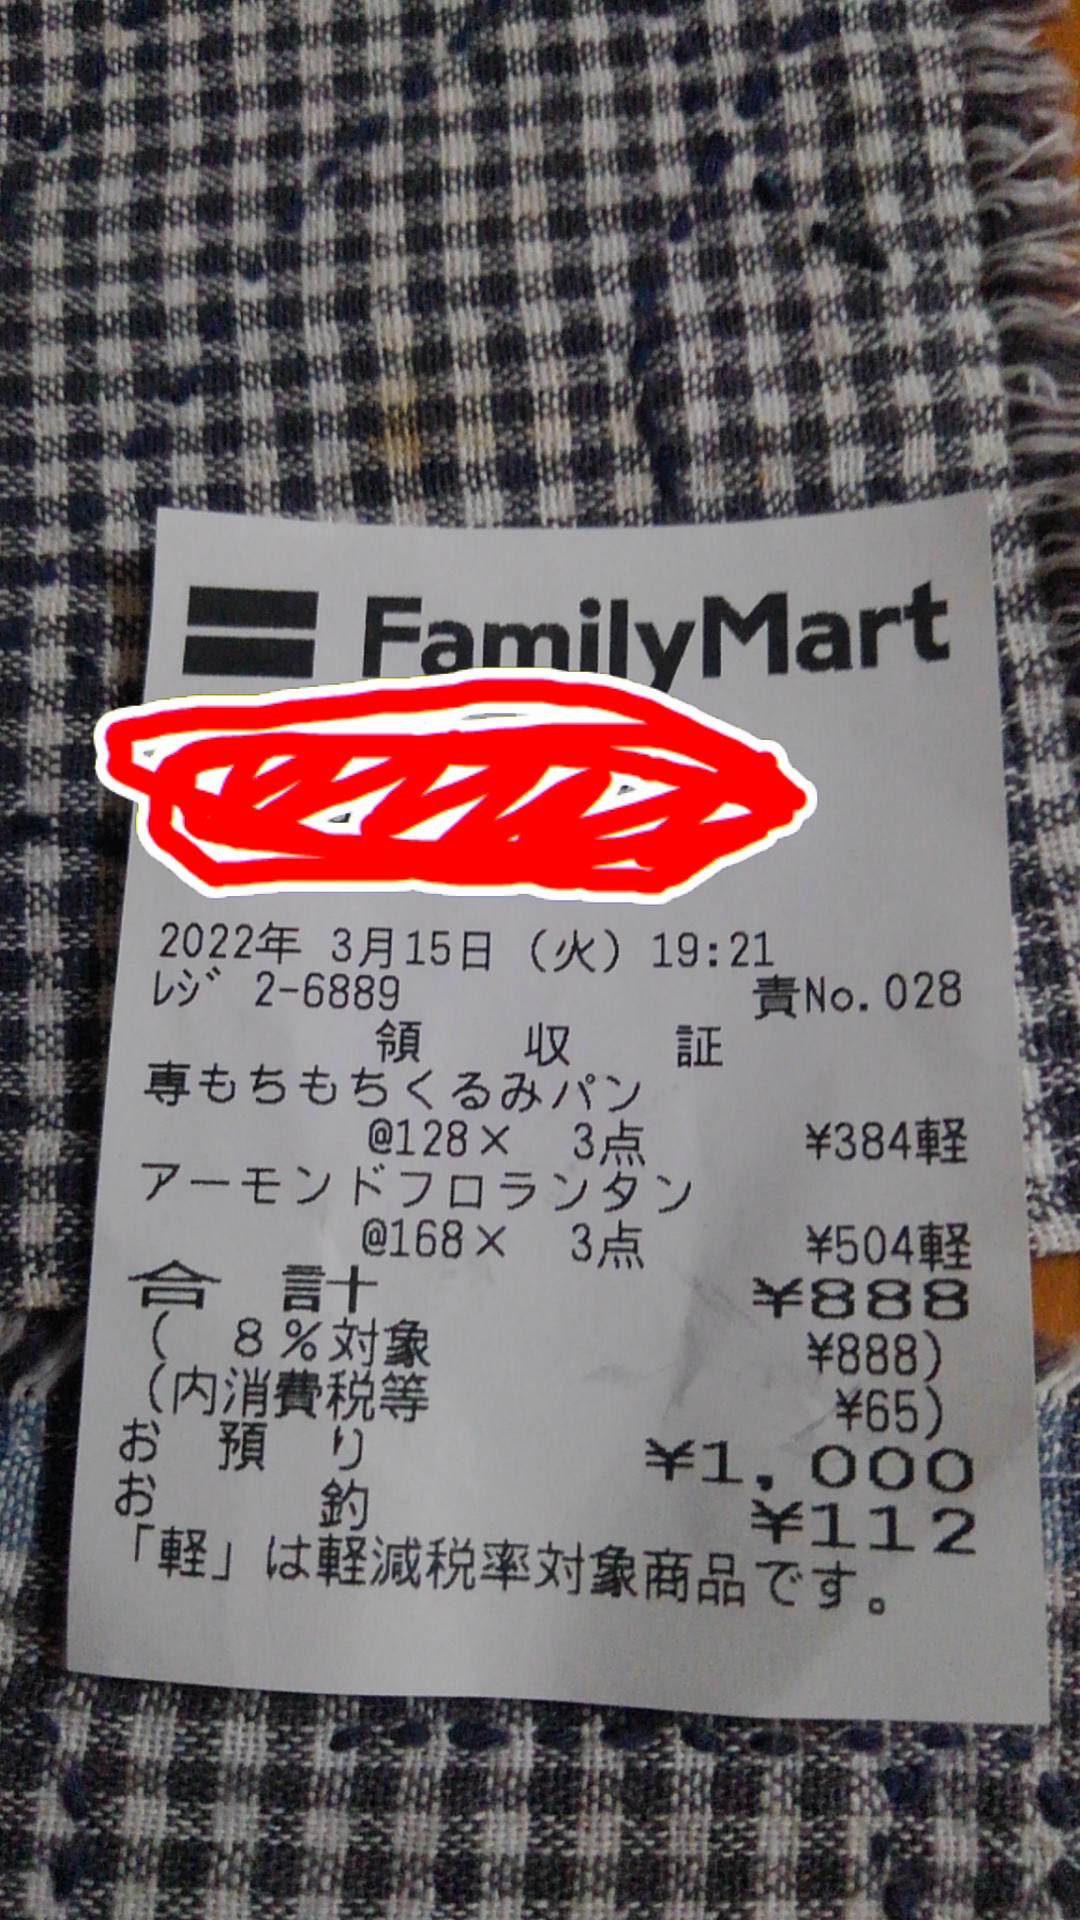 FamilyMart
2022年 3月15日 (火) 19:21
レジ 2-6889 責No.028
領 収 証
専もちもちくるみパン
@128× 3点 ¥384軽
アーモンドフロランタン
@168× 3点 ¥504軽
合 計 ¥888
( 8%対象 ¥888)
(内消費税等 ¥65)
お 預 り ¥1,000
お 釣 ¥112
「軽」は軽減税率対象商品です。